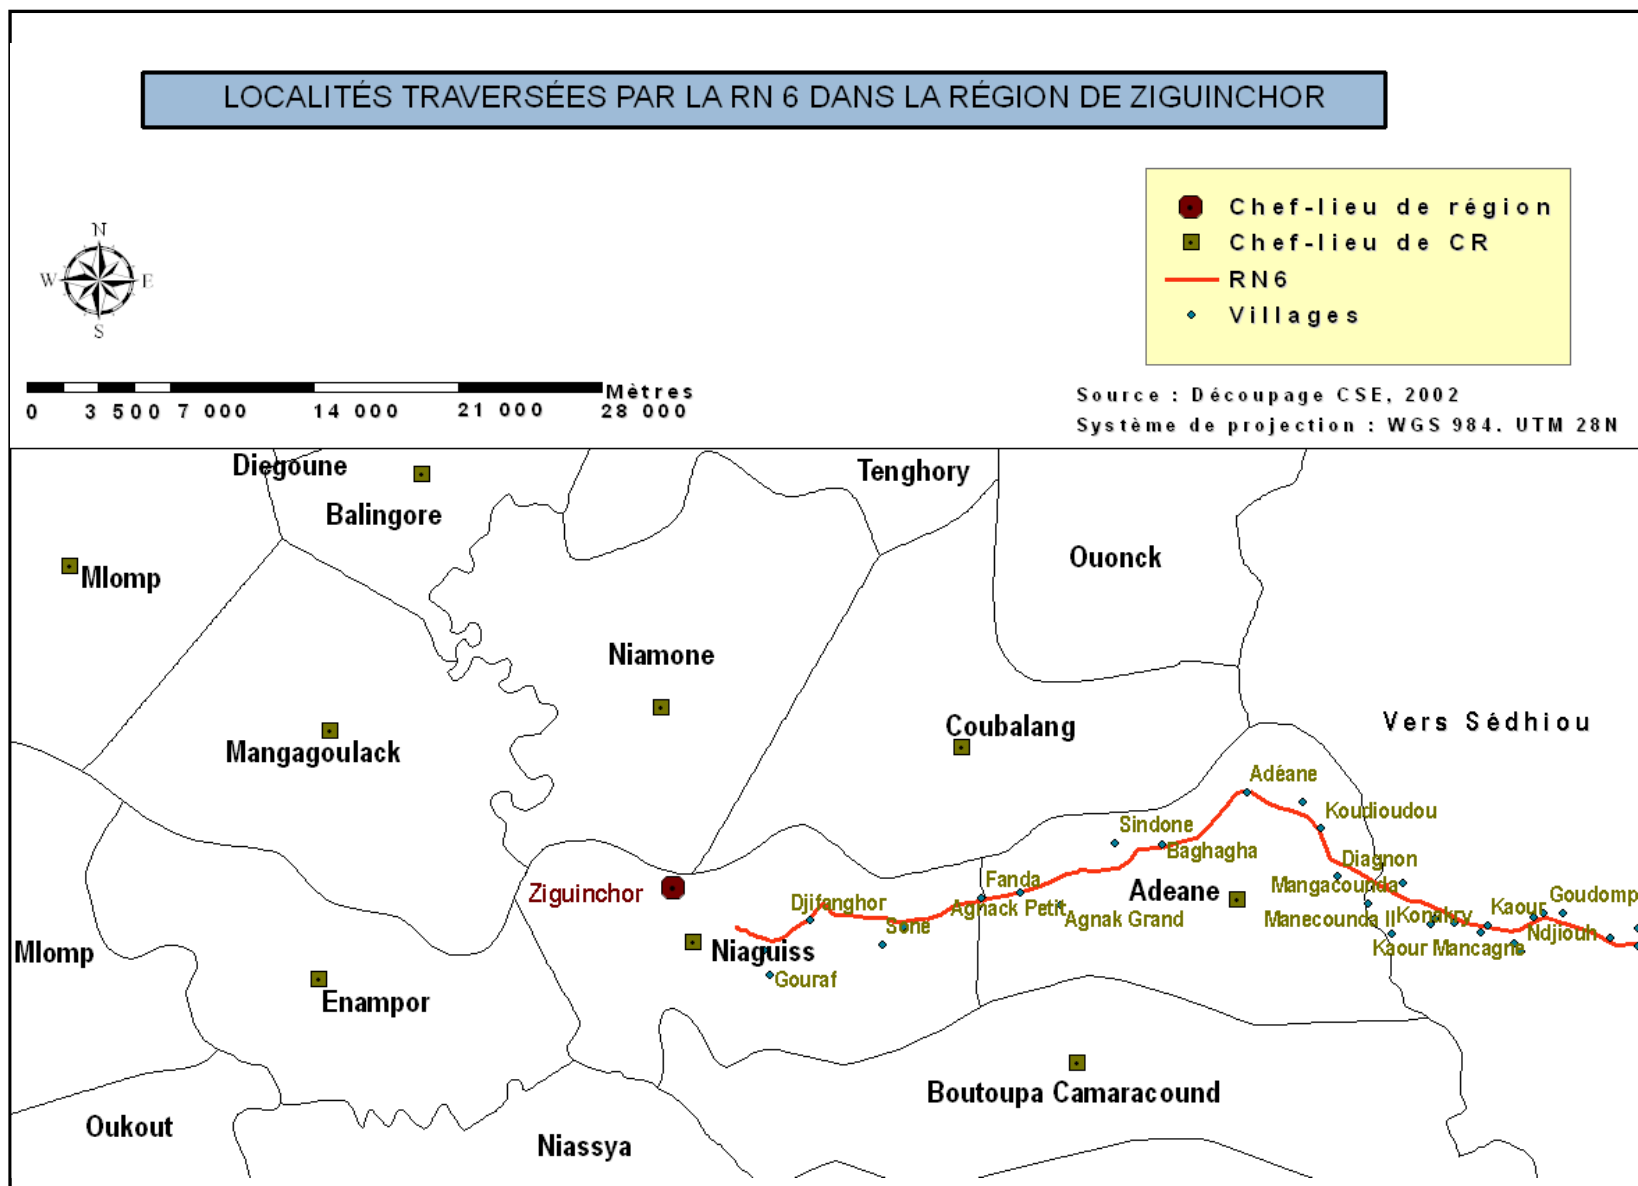 LOCALITÉS TRAVERSÉES PAR LA RN 6 DANS LA RÉGION DE ZIGUINCHOR
Chef-lieu de région
Chef-lieu de CR
RN6
Villages
N
W E
S
Mètres
0 3 500 7 000 14 000 21 000 28 000
Source : Découpage CSE, 2002
Système de projection : WGS 984. UTM 28N
Diegoune
Tenghory
Balingore
Ouonck
Mlomp
Niamone
Coubalang
Vers Sédhiou
Mangagoulack
Adéane
Koudioudou
Sindone
Baghagha
Diagnon
Fanda
Mangacounda
Ziguinchor
Adeane
Goudomp
Agnack Petit
Kaour
Djifanghor
Agnak Grand
Manecounda II
Konakry
Sone
Ndjiouh
Mlomp
Niaguiss
Kaour Mancagne
Gouraf
Enampor
Boutoupa Camaracound
Oukout
Niassya